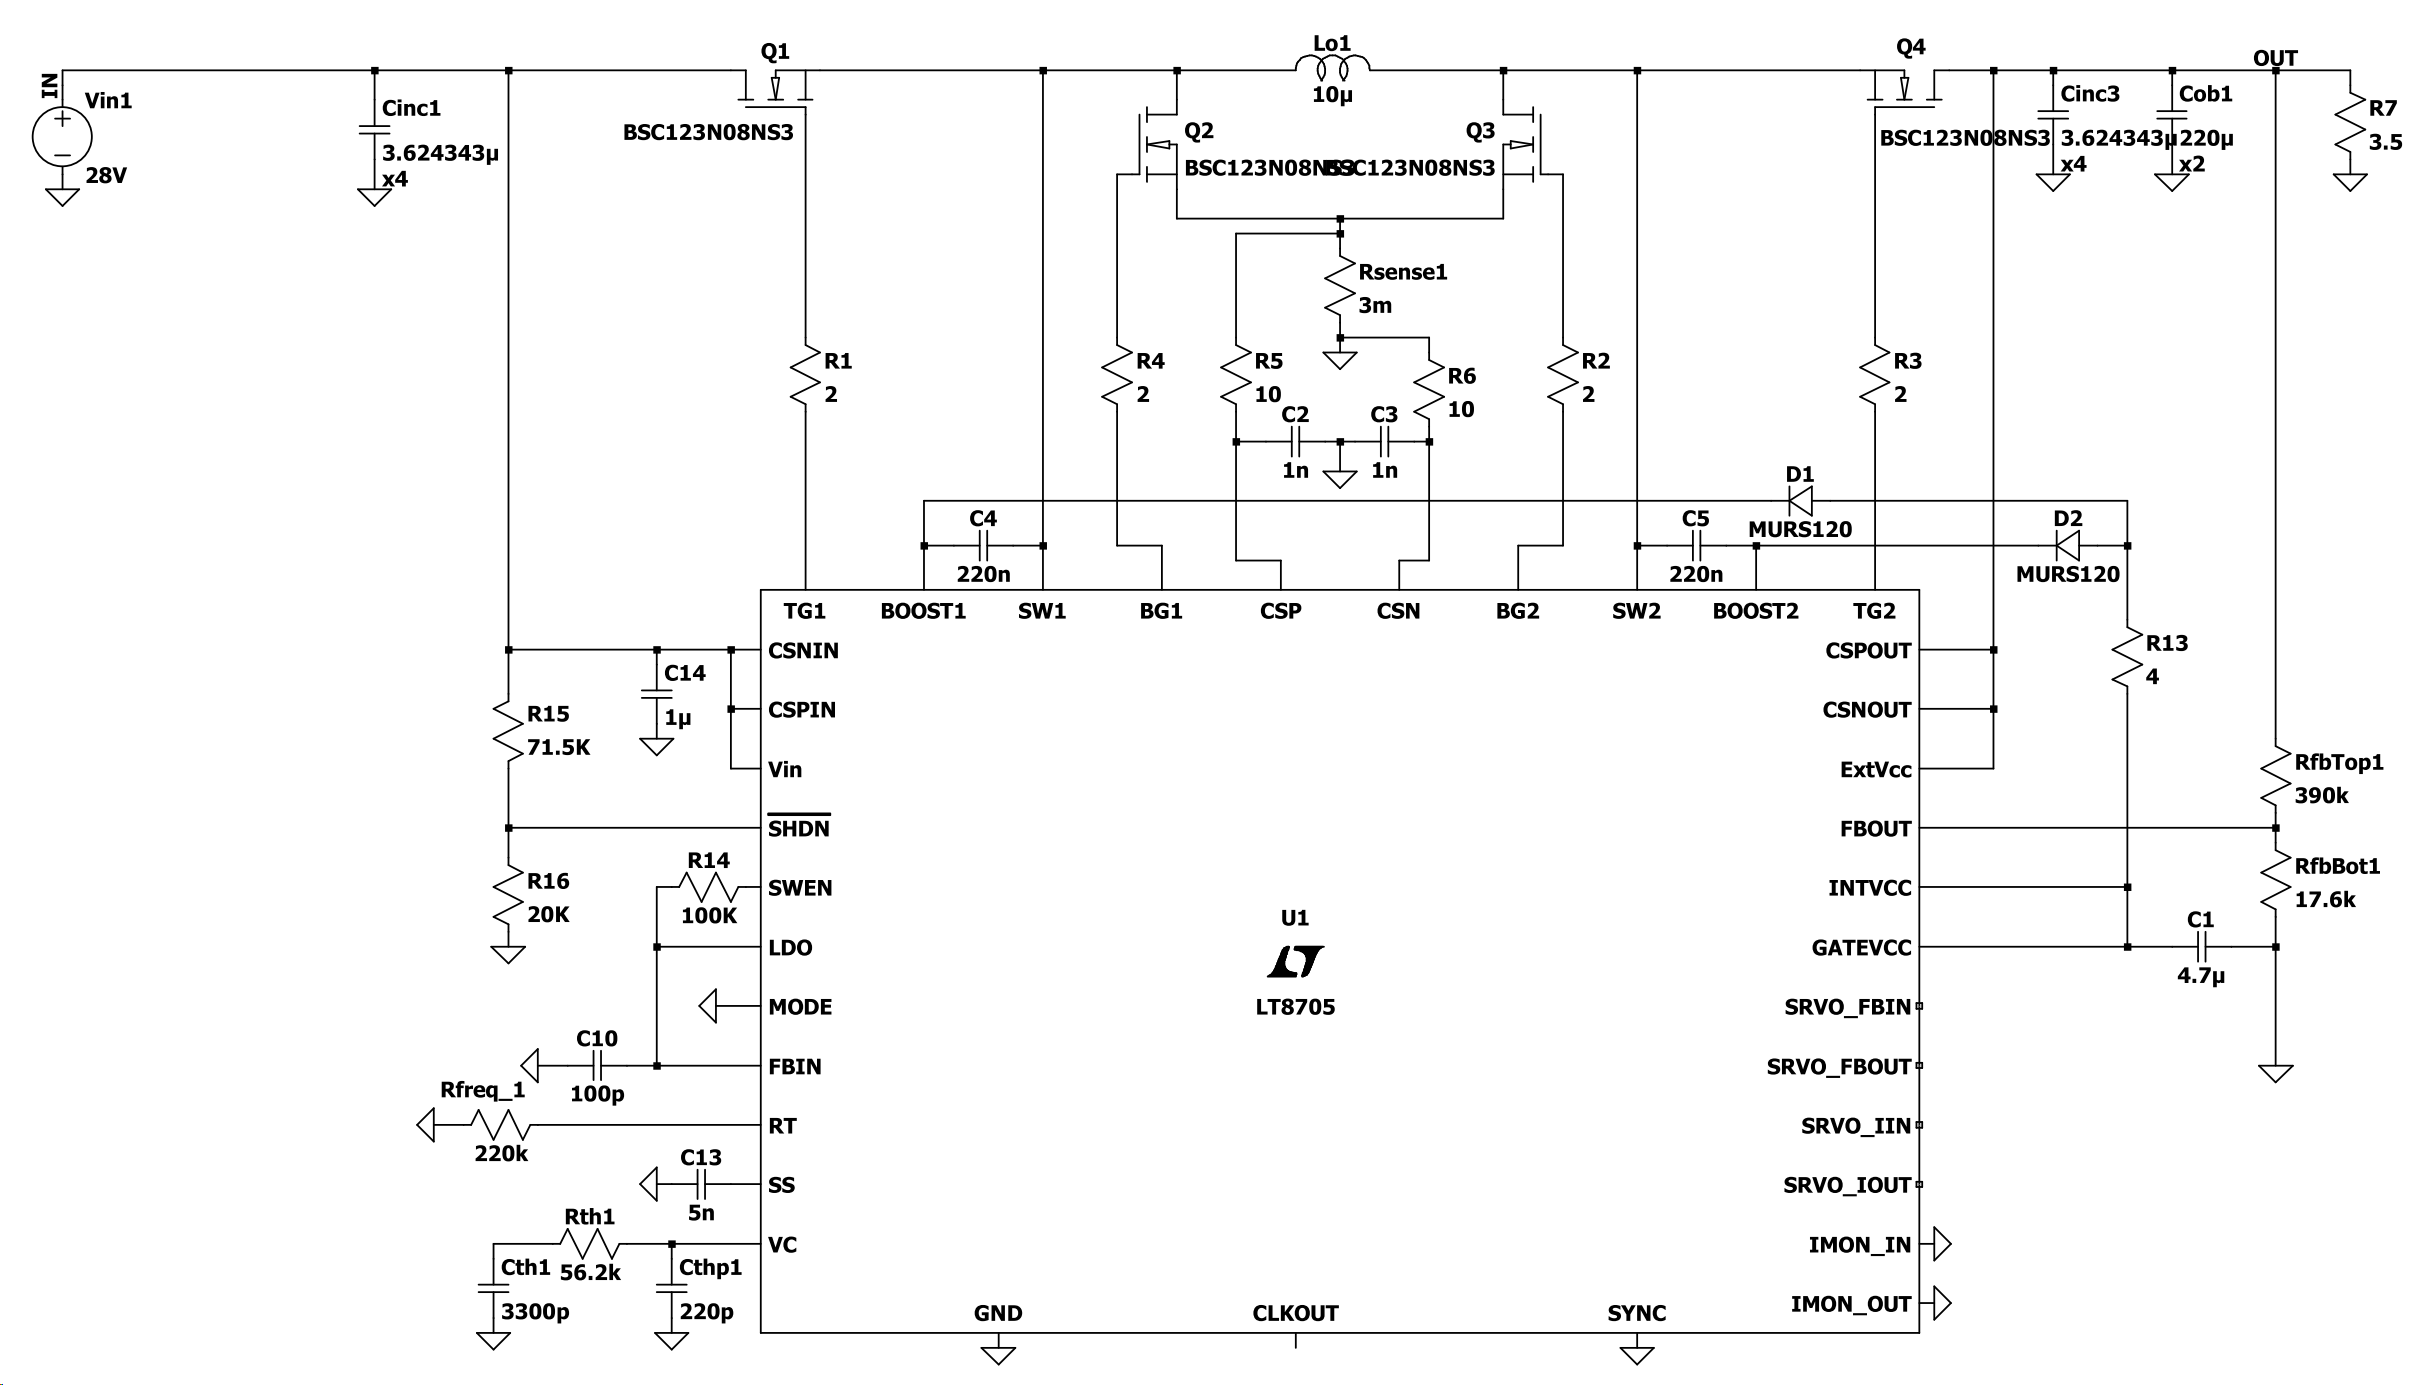 Q1
Lo1
Q4
OUT
IN
Vin1
28V
Cinc1
3.624343µ
x4
BSC123N08NS3
10µ
Q2
BSC123N08NS3
Q3
BSC123N08NS3
BSC123N08NS3
Cinc3
3.624343µ
x4
Cob1
220µ
x2
R7
3.5
Rsense1
3m
R1
2
R4
2
R5
10
R6
10
R2
2
R3
2
C2
1n
C3
1n
D1
MURS120
C4
220n
C5
220n
D2
MURS120
TG1
BOOST1
SW1
BG1
CSP
CSN
BG2
SW2
BOOST2
TG2
CSNIN
CSPIN
Vin
SHDN
SWEN
LDO
MODE
FBIN
RT
SS
VC
C14
1µ
R15
71.5K
R16
20K
R14
100K
C10
100p
Rfreq_1
220k
C13
5n
Rth1
56.2k
Cth1
3300p
Cthp1
220p
U1
LT8705
GND
CLKOUT
SYNC
CSPOUT
CSNOUT
ExtVcc
FBOUT
INTVCC
GATEVCC
SRVO_FBIN
SRVO_FBOUT
SRVO_IIN
SRVO_IOUT
IMON_IN
IMON_OUT
R13
4
RfbTop1
390k
RfbBot1
17.6k
C1
4.7µ